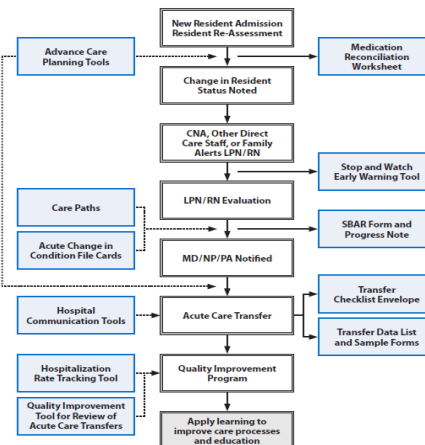 New Resident Admission
Resident Re-Assessment
Advance Care
Planning Tools
Medication
Reconciliation
Worksheet
Change in Resident
Status Noted
CNA, Other Direct
Care Staff, or Family
Alerts LPN/RN
Stop and Watch
Early Warning Tool
Care Paths
LPN/RN Evaluation
SBAR Form and
Progress Note
Acute Change in
Condition File Cards
MD/NP/PA Notified
Transfer
Checklist Envelope
Hospital
Communication Tools
Acute Care Transfer
Transfer Data List
and Sample Forms
Hospitalization
Rate Tracking Tool
Quality Improvement
Program
Quality Improvement
Tool for Review of
Acute Care Transfers
Apply learning to
improve care processes
and education